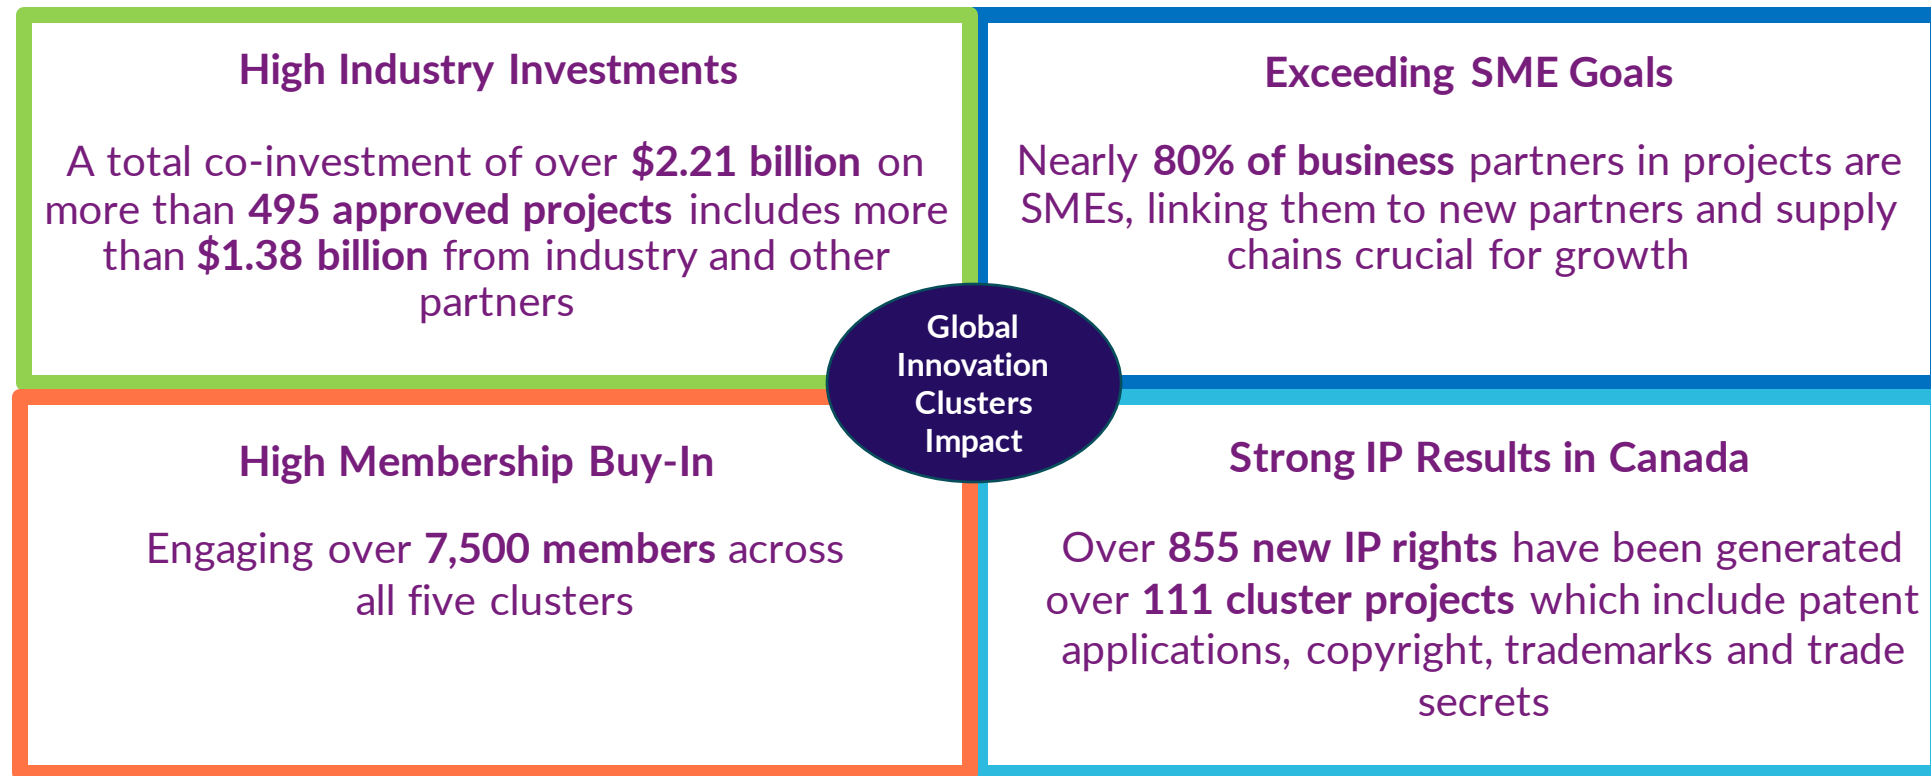 High Industry Investments
A total co-investment of over $2.21 billion on
more than 495 approved projects includes more
than $1.38 billion from industry and other
partners
Exceeding SME Goals
Nearly 80% of business partners in projects are
SMEs, linking them to new partners and supply
chains crucial for growth
Global
Innovation
Clusters
Impact
High Membership Buy-In
Engaging over 7,500 members across
all five clusters
Strong IP Results in Canada
Over 855 new IP rights have been generated
over 111 cluster projects which include patent
applications, copyright, trademarks and trade
secrets